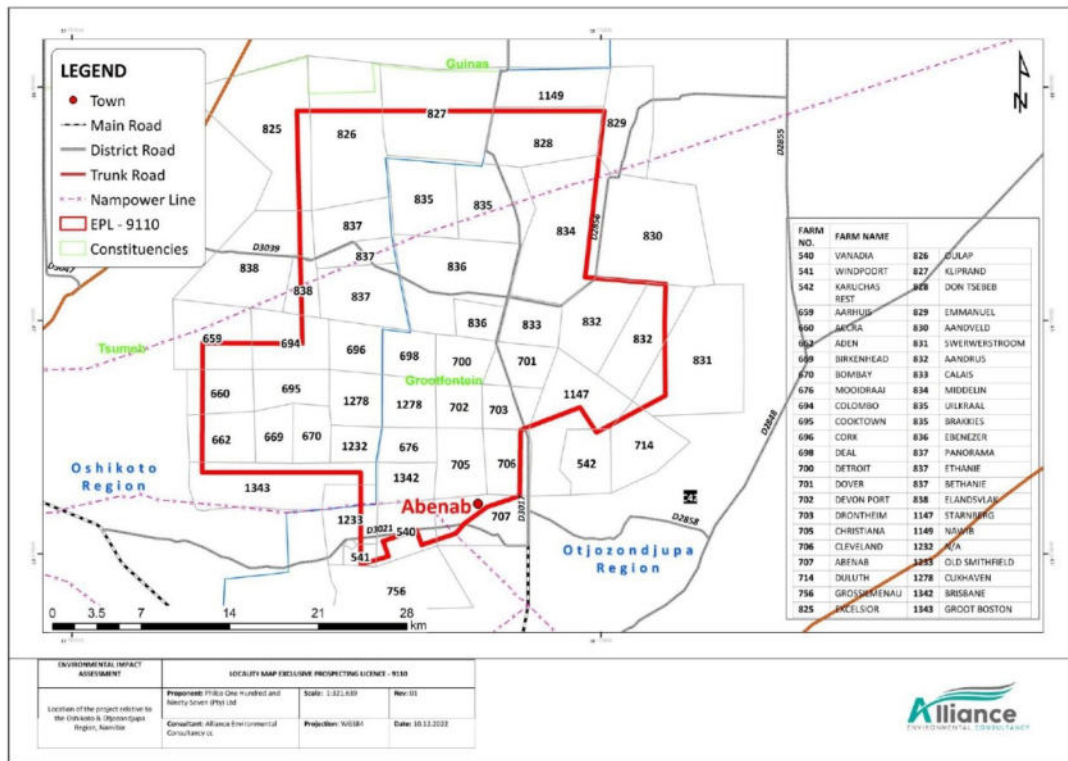 LEGEND
Town
Main Road
District Road
Trunk Road
Nampower Line
EPL - 9110
Constituencies
Guinas
1149
825
826
827
828
829
835
835
834
830
D2855
D2856
837
D3039
837
838
836
D3047
838
837
836
833
832
832
831
659
694
696
698
700
701
Tsumeb
Grootfontein
660
695
1278
1278
702
703
1147
662
669
670
1232
676
714
705
706
542
D2848
Oshikoto
Region
1343
1342
Abenab
707
D3017
1233
D3021
540
541
D2858
Otjozondjupa
Region
756
0 3.5 7 14 21 28
km
FARM NO. FARM NAME
540 VANADIA 826 OULAP
541 WINDPOORT 827 KLIPRAND
542 KARUCHAS REST 828 DON TSEBEB
659 AARHUIS 829 EMMANUEL
660 ACCRA 830 AANDVELD
662 ADEN 831 SWERWERSTROOM
669 BIRKENHEAD 832 AANDRUS
670 BOMBAY 833 CALAIS
676 MOOIDRAAI 834 MIDDELIN
694 COLOMBO 835 UILKRAAL
695 COOKTOWN 835 BRAKKIES
696 CORK 836 EBENEZER
698 DEAL 837 PANORAMA
700 DETROIT 837 ETHANIE
701 DOVER 837 BETHANIE
702 DEVON PORT 838 ELANDSVLAK
703 DRONTHEIM 1147 STARNBERG
705 CHRISTIANA 1149 NAWIB
706 CLEVELAND 1232 N/A
707 ABENAB 1233 OLD SMITHFIELD
714 DULUTH 1278 CUXHAVEN
756 GROSSIEMENAU 1342 BRISBANE
825 EXCELSIOR 1343 GROOT BOSTON
ENVIRONMENTAL IMPACT
ASSESSMENT
LOCALITY MAP EXCLUSIVE PROSPECTING LICENCE - 9110
Location of the project relative to
the Oshikoto & Otjozondjupa
Region, Namibia
Proponent: Philco One Hundred and
Ninety Seven (Pty) Ltd
Scale: 1:321,639
Rev: 01
Consultant: Alliance Environmental
Consultancy cc
Projection: WGS84
Date: 10.12.2022
Alliance
ENVIRONMENTAL CONSULTANCY